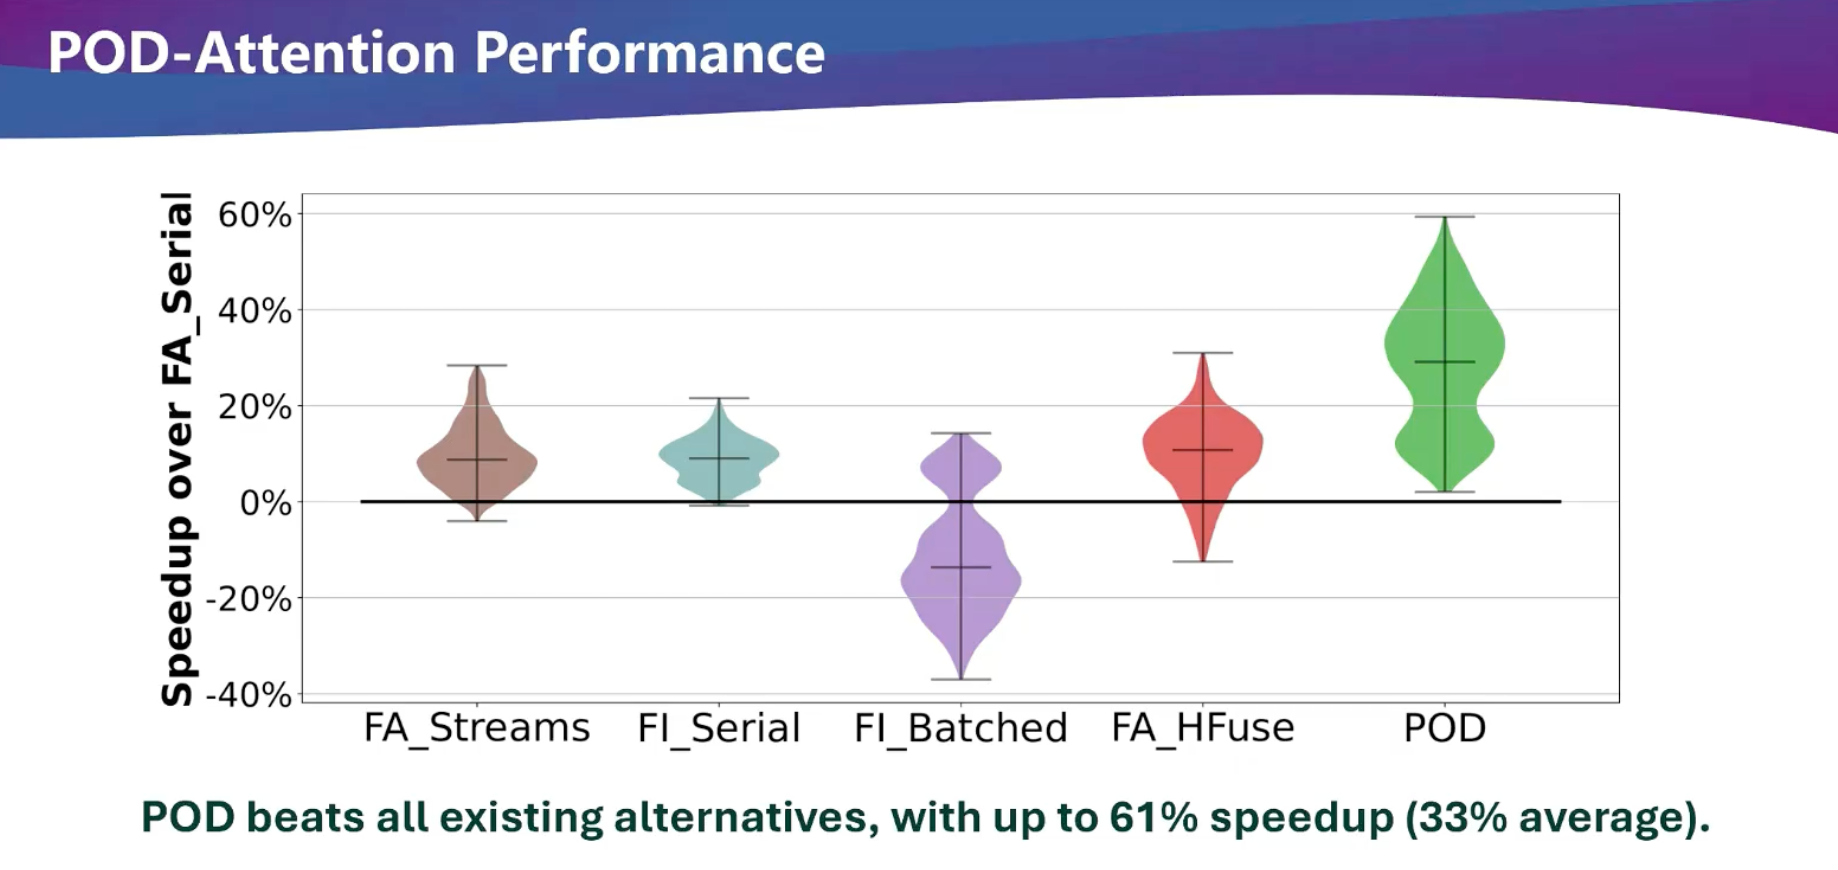 POD-Attention Performance
Speedup over FA_Serial
60%
40%
20%
0%
-20%
-40%
FA_Streams FI_Serial FI_Batched FA_HFuse POD
POD beats all existing alternatives, with up to 61% speedup (33% average).